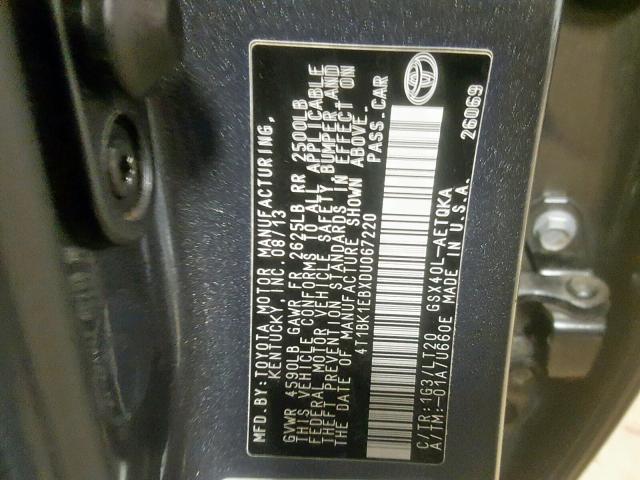 MFD.BY:TOYOTA MOTOR MANUFACTURING,
KENTUCKY, INC. 08/13
GVWR 4590LB GAWR FR 2625LB RR 2500LB
THIS VEHICLE CONFORMS TO ALL APPLICABLE
FEDERAL MOTOR VEHICLE SAFETY, BUMPER, AND
THEFT PREVENTION STANDARDS IN EFFECT ON
THE DATE OF MANUFACTURE SHOWN ABOVE.
4T1BK1EBXDU067220 PASS.CAR
C/TR:1G3/LT20 GSX40L-AETQKA
A/TM:-01A/U660E MADE IN U.S.A. 26069